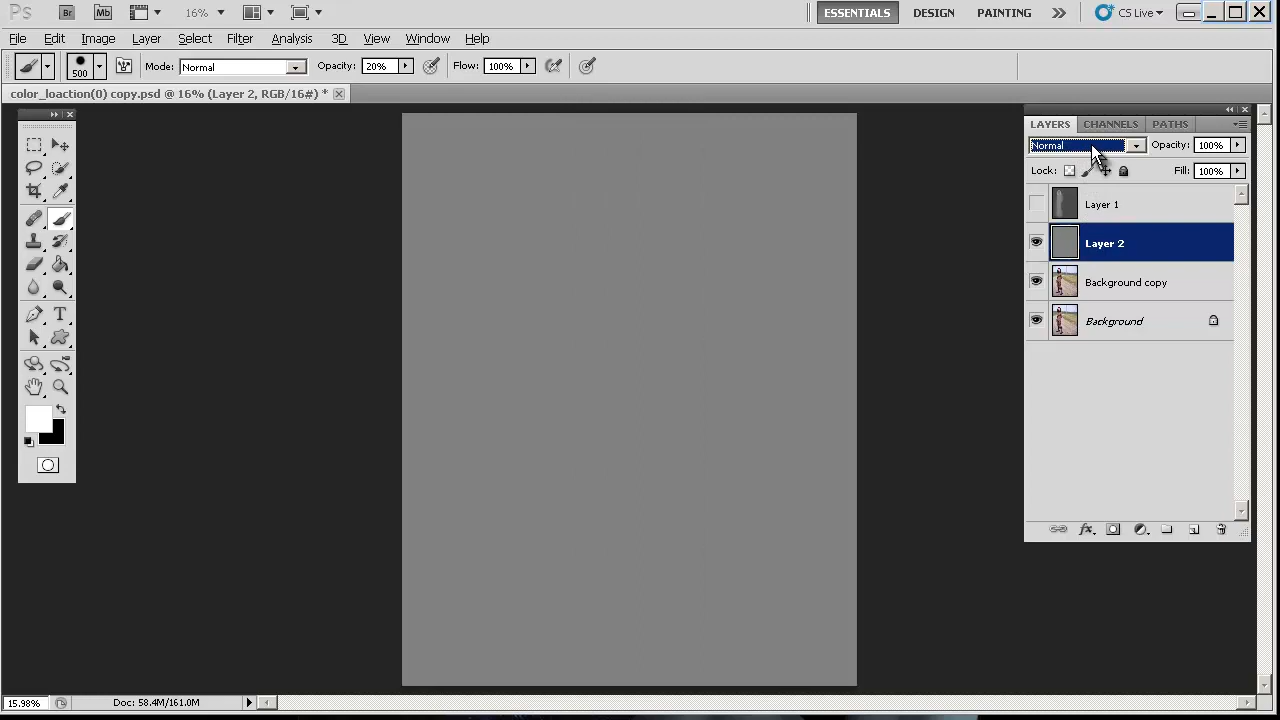 Ps Br Mb 16% ESSENTIALS DESIGN PAINTING CS Live
File Edit Image Layer Select Filter Analysis 3D View Window Help
500 Mode: Normal Opacity: 20% Flow: 100%
color_loaction(0) copy.psd @ 16% (Layer 2, RGB/16#) *
LAYERS CHANNELS PATHS
Normal Opacity: 100%
Lock: Fill: 100%
Layer 1
Layer 2
Background copy
Background
T
fx
15.98% Doc: 58.4M/161.0M